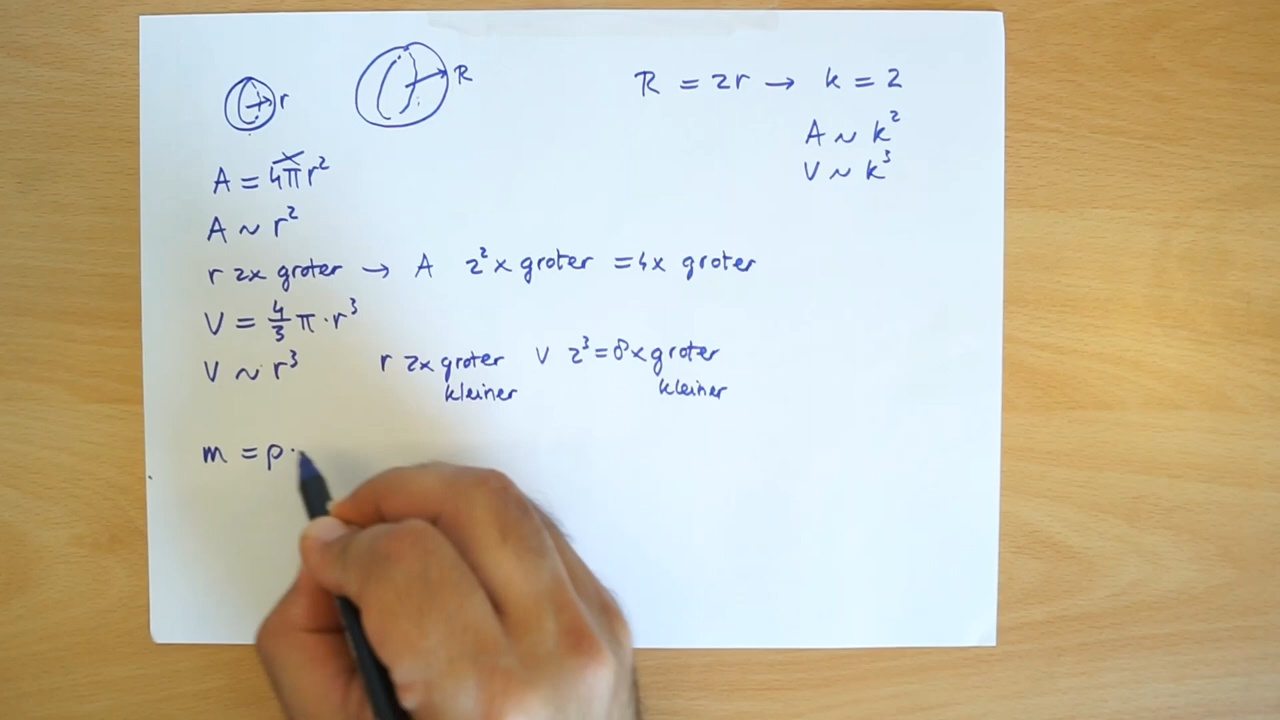 r
R
R = 2r → k = 2
A ~ k²
V ~ k³
A = 4πr²
A ~ r²
r 2x groter → A 2² x groter = 4x groter
V = 4/3 π · r³
V ~ r³ r 2x groter V 2³ = 8 x groter
kleiner kleiner
m = ρ ·